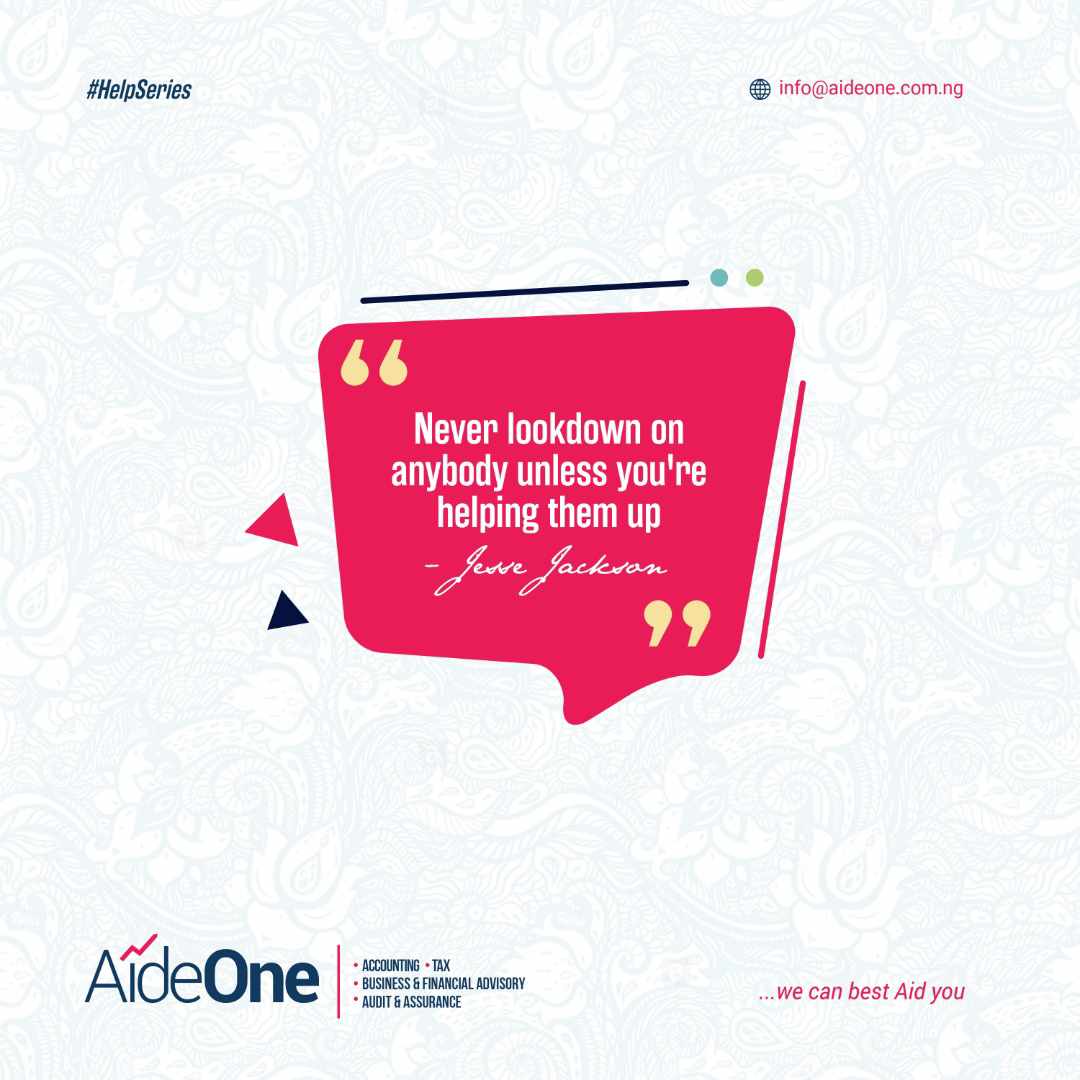 #HelpSeries
info@aideone.com.ng
“
Never lookdown on
anybody unless you're
helping them up
- Jesse Jackson
”
AideOne
• ACCOUNTING • TAX
• BUSINESS & FINANCIAL ADVISORY
• AUDIT & ASSURANCE
...we can best Aid you